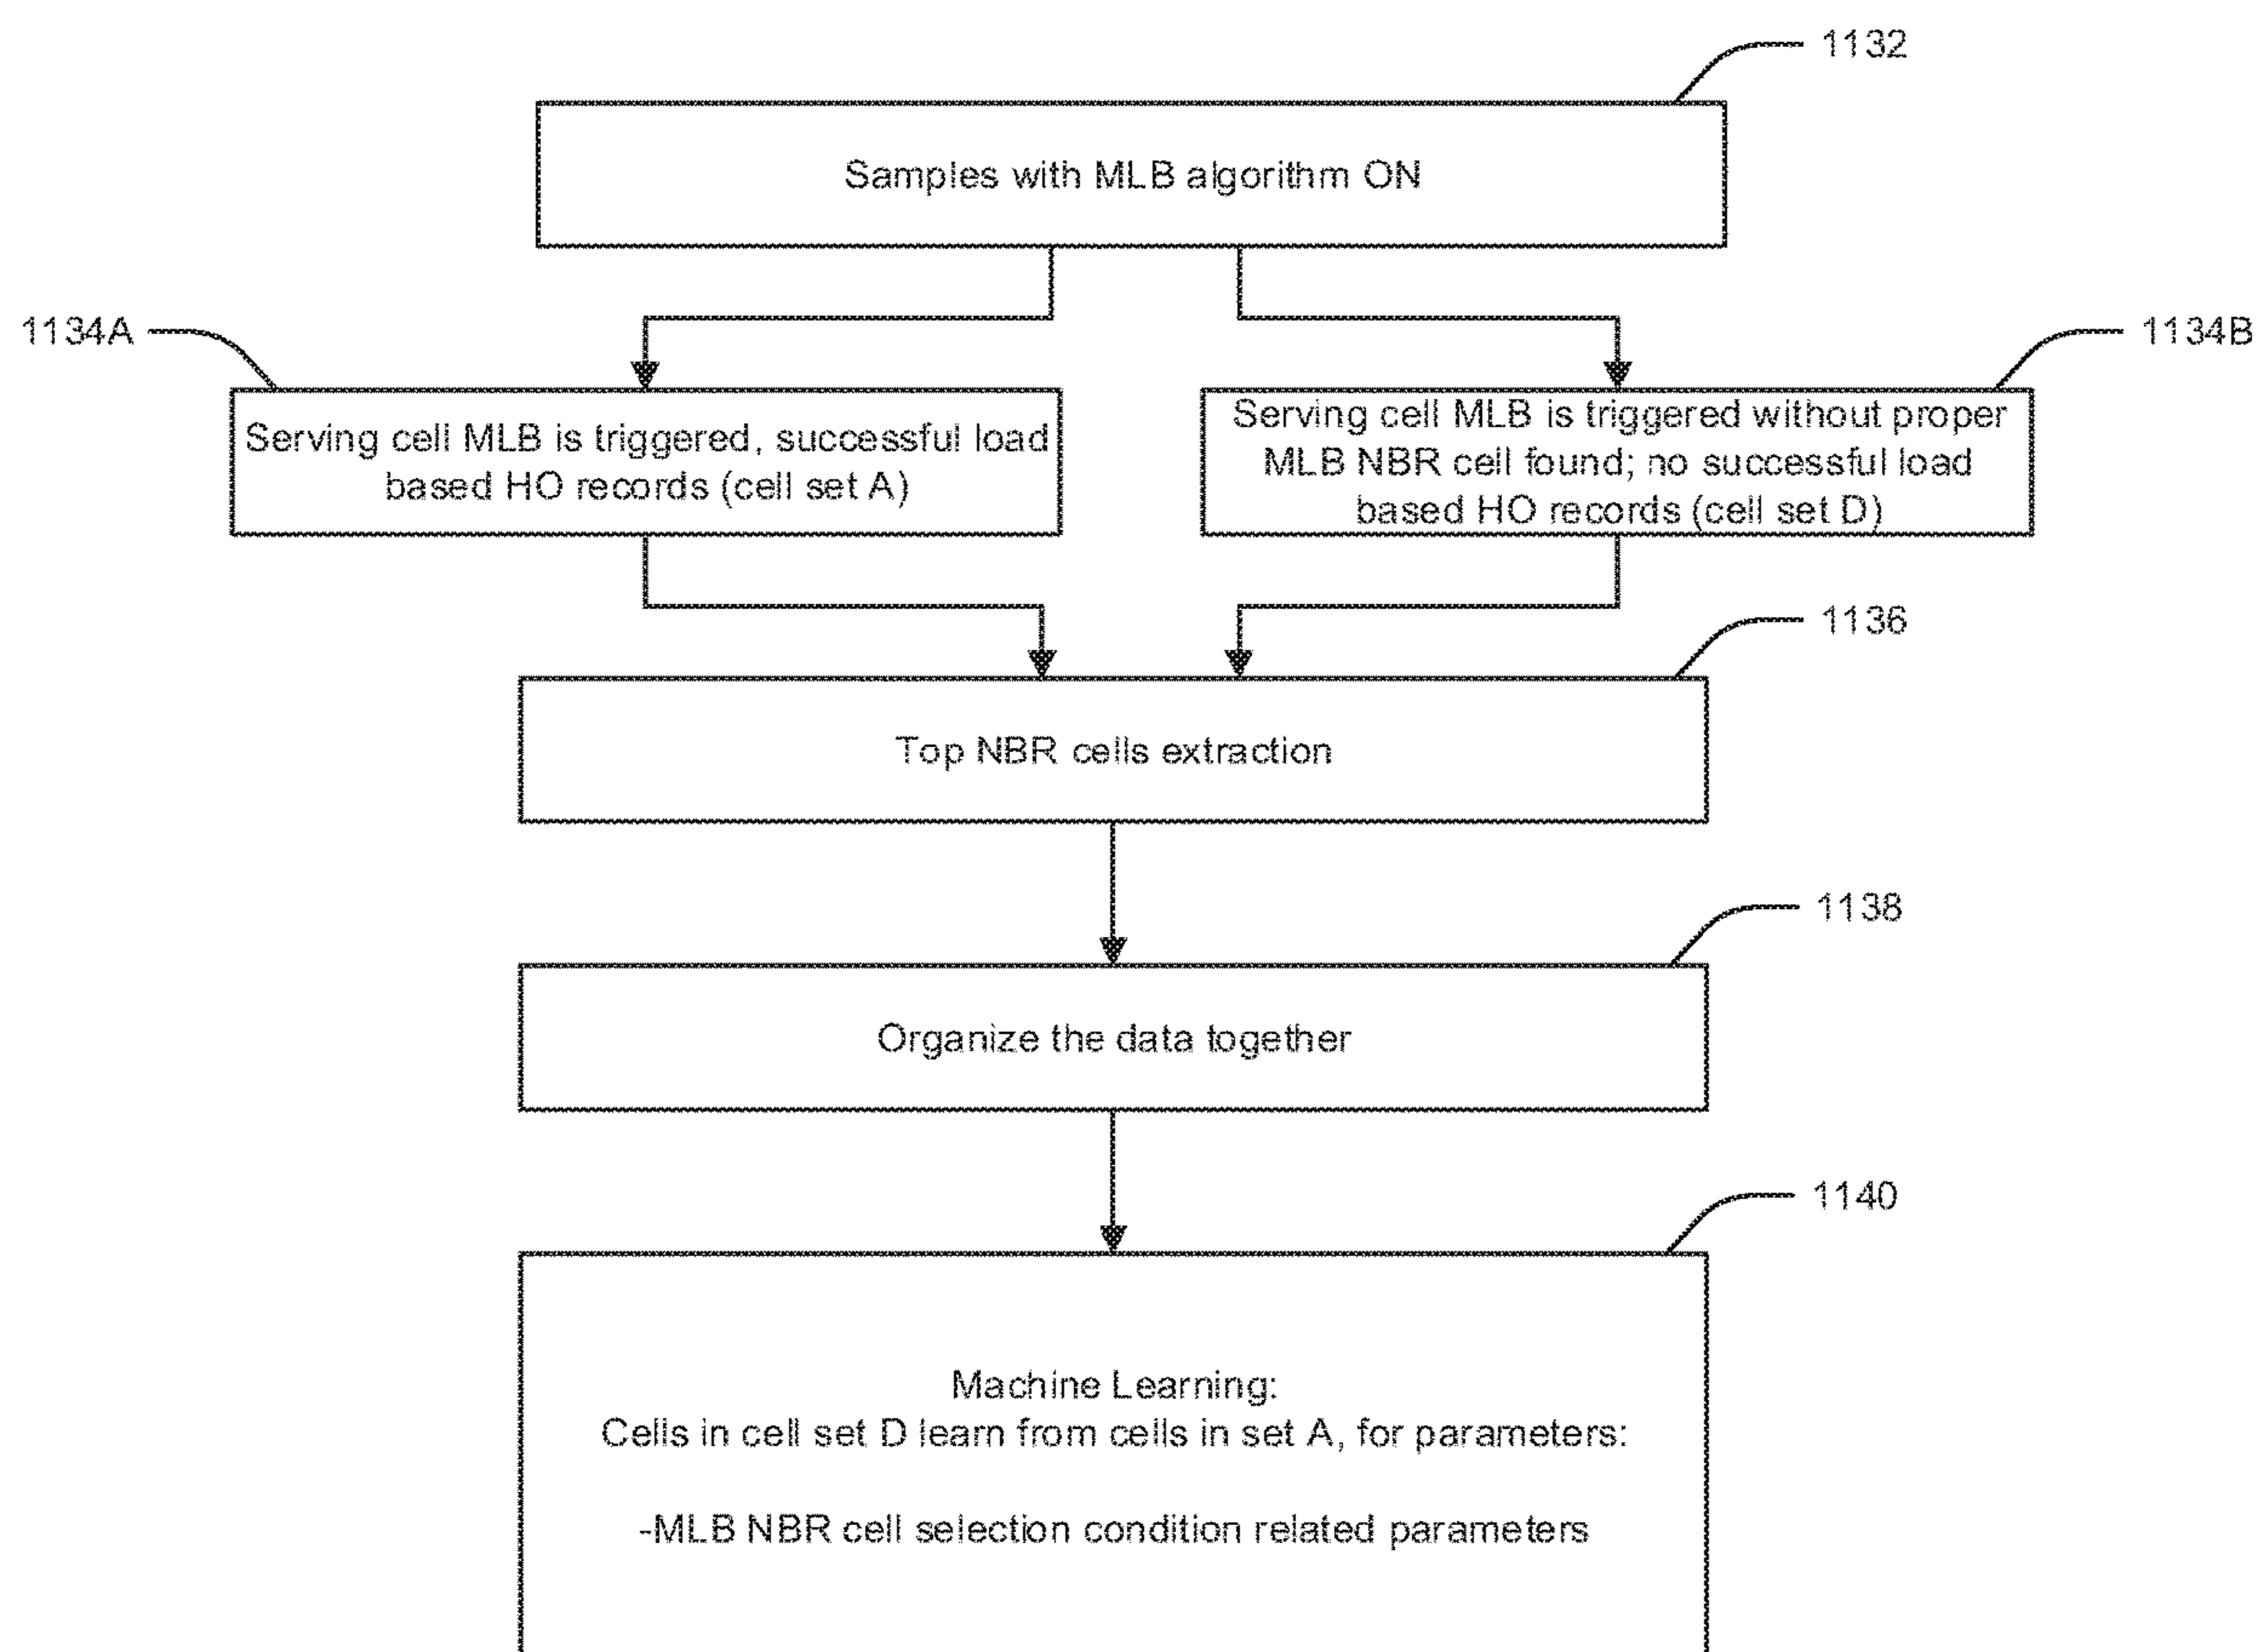 1132
Samples with MLB algorithm ON
1134A
1134B
Serving cell MLB is triggered, successful load
based HO records (cell set A)
Serving cell MLB is triggered without proper
MLB NBR cell found; no successful load
based HO records (cell set D)
1136
Top NBR cells extraction
1138
Organize the data together
1140
Machine Learning:
Cells in cell set D learn from cells in set A, for parameters:
-MLB NBR cell selection condition related parameters